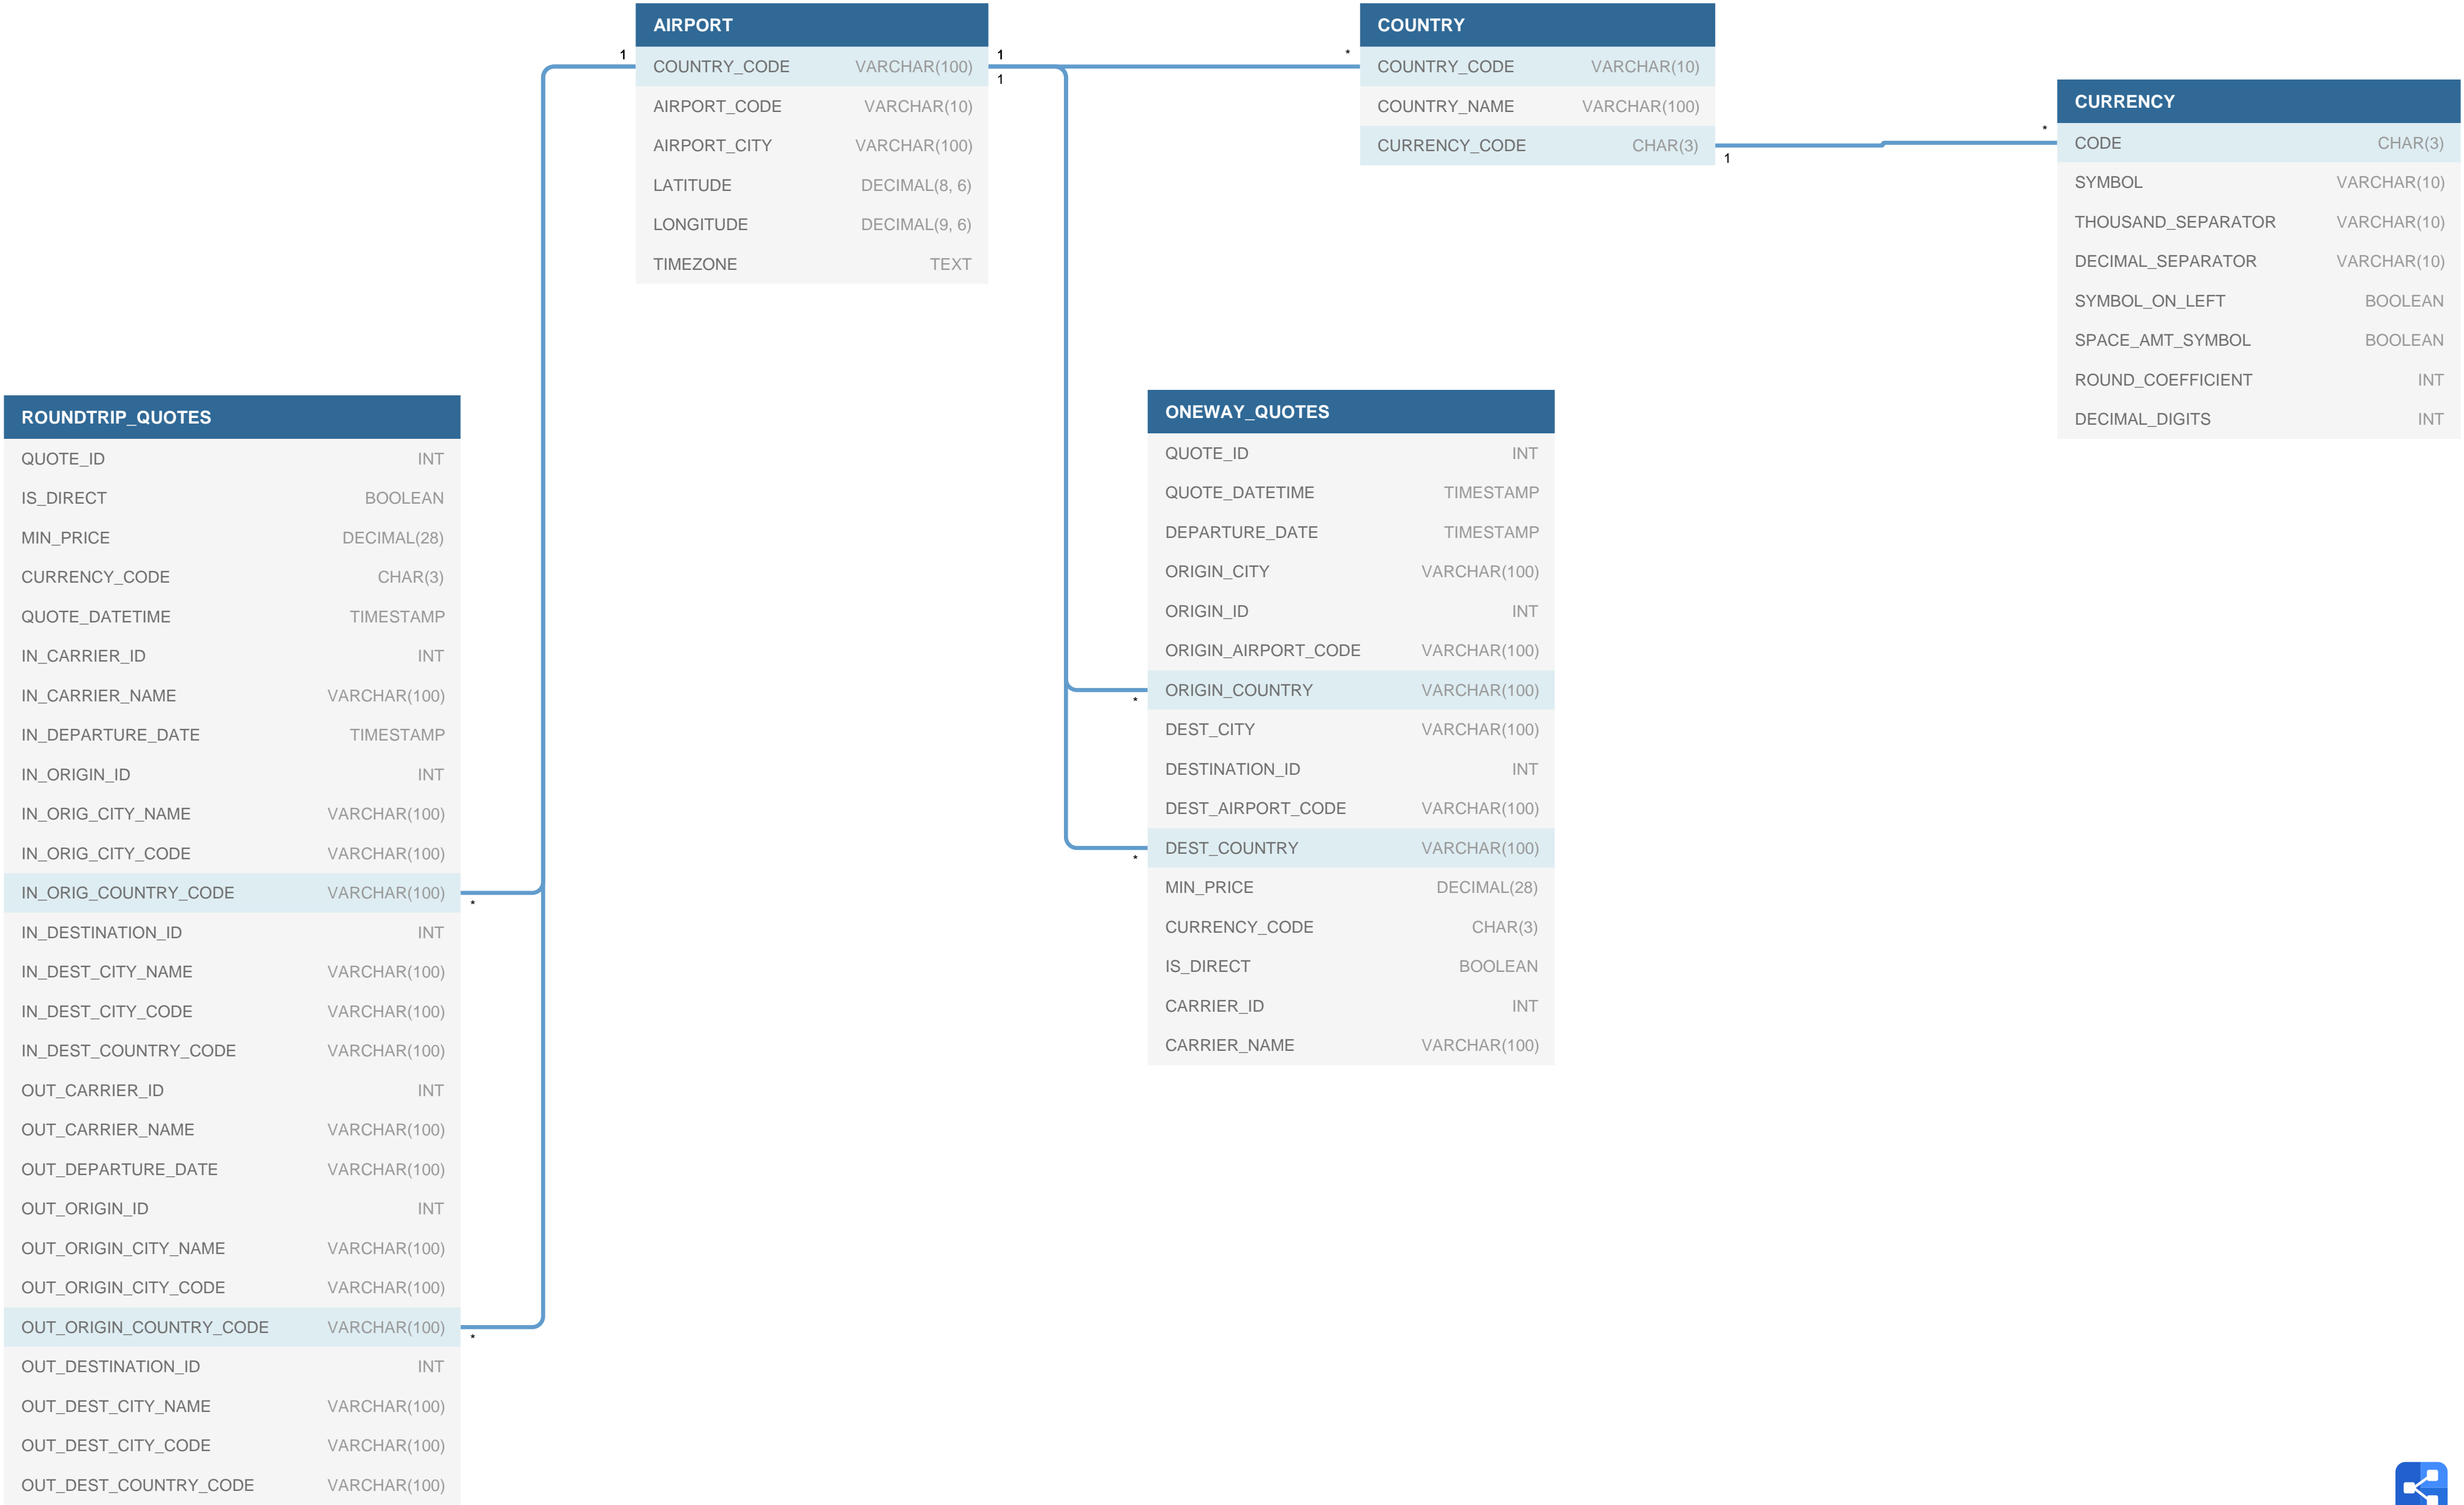 AIRPORT
COUNTRY_CODE VARCHAR(100)
AIRPORT_CODE VARCHAR(10)
AIRPORT_CITY VARCHAR(100)
LATITUDE DECIMAL(8, 6)
LONGITUDE DECIMAL(9, 6)
TIMEZONE TEXT
1
1
1
COUNTRY
COUNTRY_CODE VARCHAR(10)
COUNTRY_NAME VARCHAR(100)
CURRENCY_CODE CHAR(3)
*
1
CURRENCY
CODE CHAR(3)
SYMBOL VARCHAR(10)
THOUSAND_SEPARATOR VARCHAR(10)
DECIMAL_SEPARATOR VARCHAR(10)
SYMBOL_ON_LEFT BOOLEAN
SPACE_AMT_SYMBOL BOOLEAN
ROUND_COEFFICIENT INT
DECIMAL_DIGITS INT
*
ROUNDTRIP_QUOTES
QUOTE_ID INT
IS_DIRECT BOOLEAN
MIN_PRICE DECIMAL(28)
CURRENCY_CODE CHAR(3)
QUOTE_DATETIME TIMESTAMP
IN_CARRIER_ID INT
IN_CARRIER_NAME VARCHAR(100)
IN_DEPARTURE_DATE TIMESTAMP
IN_ORIGIN_ID INT
IN_ORIG_CITY_NAME VARCHAR(100)
IN_ORIG_CITY_CODE VARCHAR(100)
IN_ORIG_COUNTRY_CODE VARCHAR(100)
*
IN_DESTINATION_ID INT
IN_DEST_CITY_NAME VARCHAR(100)
IN_DEST_CITY_CODE VARCHAR(100)
IN_DEST_COUNTRY_CODE VARCHAR(100)
OUT_CARRIER_ID INT
OUT_CARRIER_NAME VARCHAR(100)
OUT_DEPARTURE_DATE VARCHAR(100)
OUT_ORIGIN_ID INT
OUT_ORIGIN_CITY_NAME VARCHAR(100)
OUT_ORIGIN_CITY_CODE VARCHAR(100)
OUT_ORIGIN_COUNTRY_CODE VARCHAR(100)
*
OUT_DESTINATION_ID INT
OUT_DEST_CITY_NAME VARCHAR(100)
OUT_DEST_CITY_CODE VARCHAR(100)
OUT_DEST_COUNTRY_CODE VARCHAR(100)
ONEWAY_QUOTES
QUOTE_ID INT
QUOTE_DATETIME TIMESTAMP
DEPARTURE_DATE TIMESTAMP
ORIGIN_CITY VARCHAR(100)
ORIGIN_ID INT
ORIGIN_AIRPORT_CODE VARCHAR(100)
ORIGIN_COUNTRY VARCHAR(100)
*
DEST_CITY VARCHAR(100)
DESTINATION_ID INT
DEST_AIRPORT_CODE VARCHAR(100)
DEST_COUNTRY VARCHAR(100)
*
MIN_PRICE DECIMAL(28)
CURRENCY_CODE CHAR(3)
IS_DIRECT BOOLEAN
CARRIER_ID INT
CARRIER_NAME VARCHAR(100)